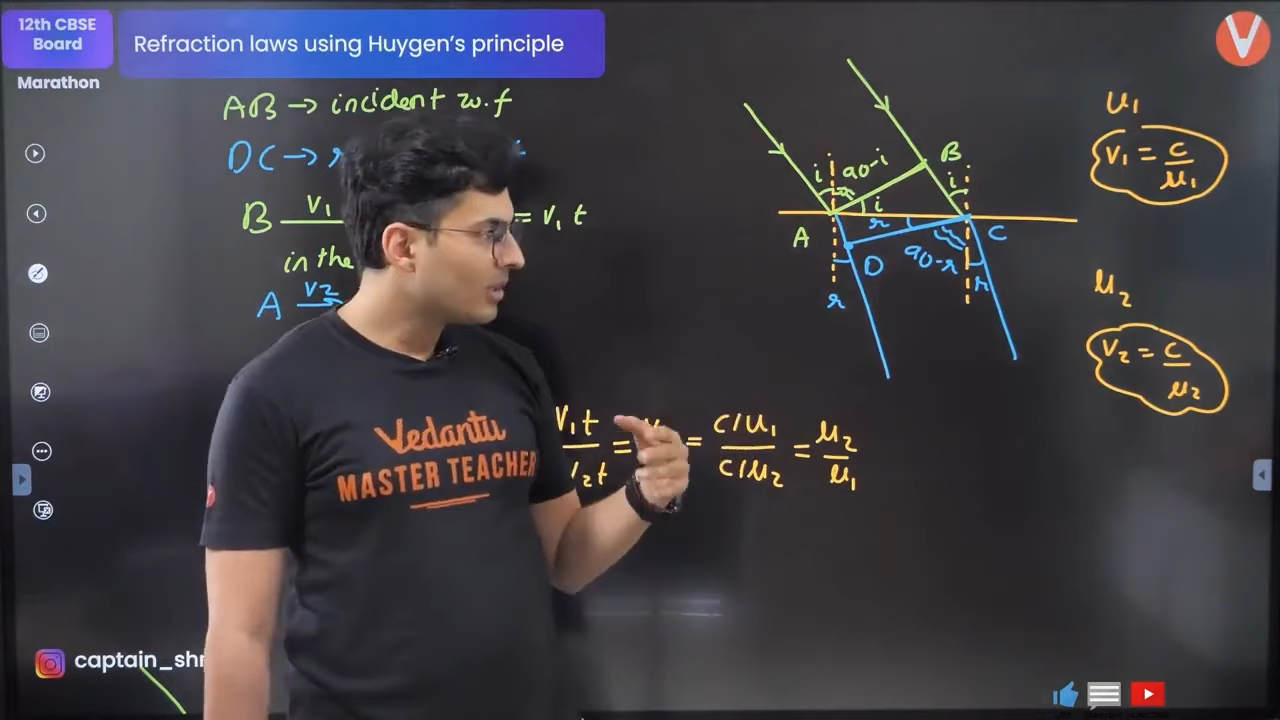 12th CBSE
Board
Marathon
Refraction laws using Huygen's principle
AB → incident w.f
DC →
B V1 = V1 t
in the
A V2
V1 t / 2t = = C/μ1 / C/μ2 = μ2 / μ1
i 90-i B i
i
A r C
D 90-r
r r
μ1
V1 = C / μ1
μ2
V2 = C / μ2
Vedantu
MASTER TEACHER
captain_shr